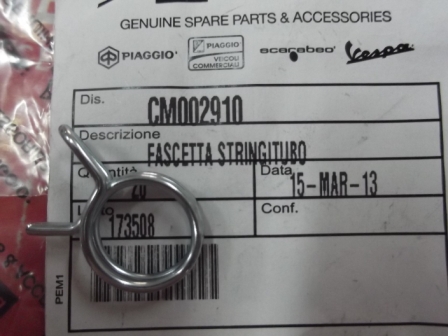 GENUINE SPARE PARTS & ACCESSORIES
PIAGGIO PIAGGIO VEICOLI COMMERCIALI scarabeo Vespa
Dis. CM002910
Descrizione
FASCETTA STRINGITUBO
Data
20 15-MAR-13
Conf.
173508
PEM1